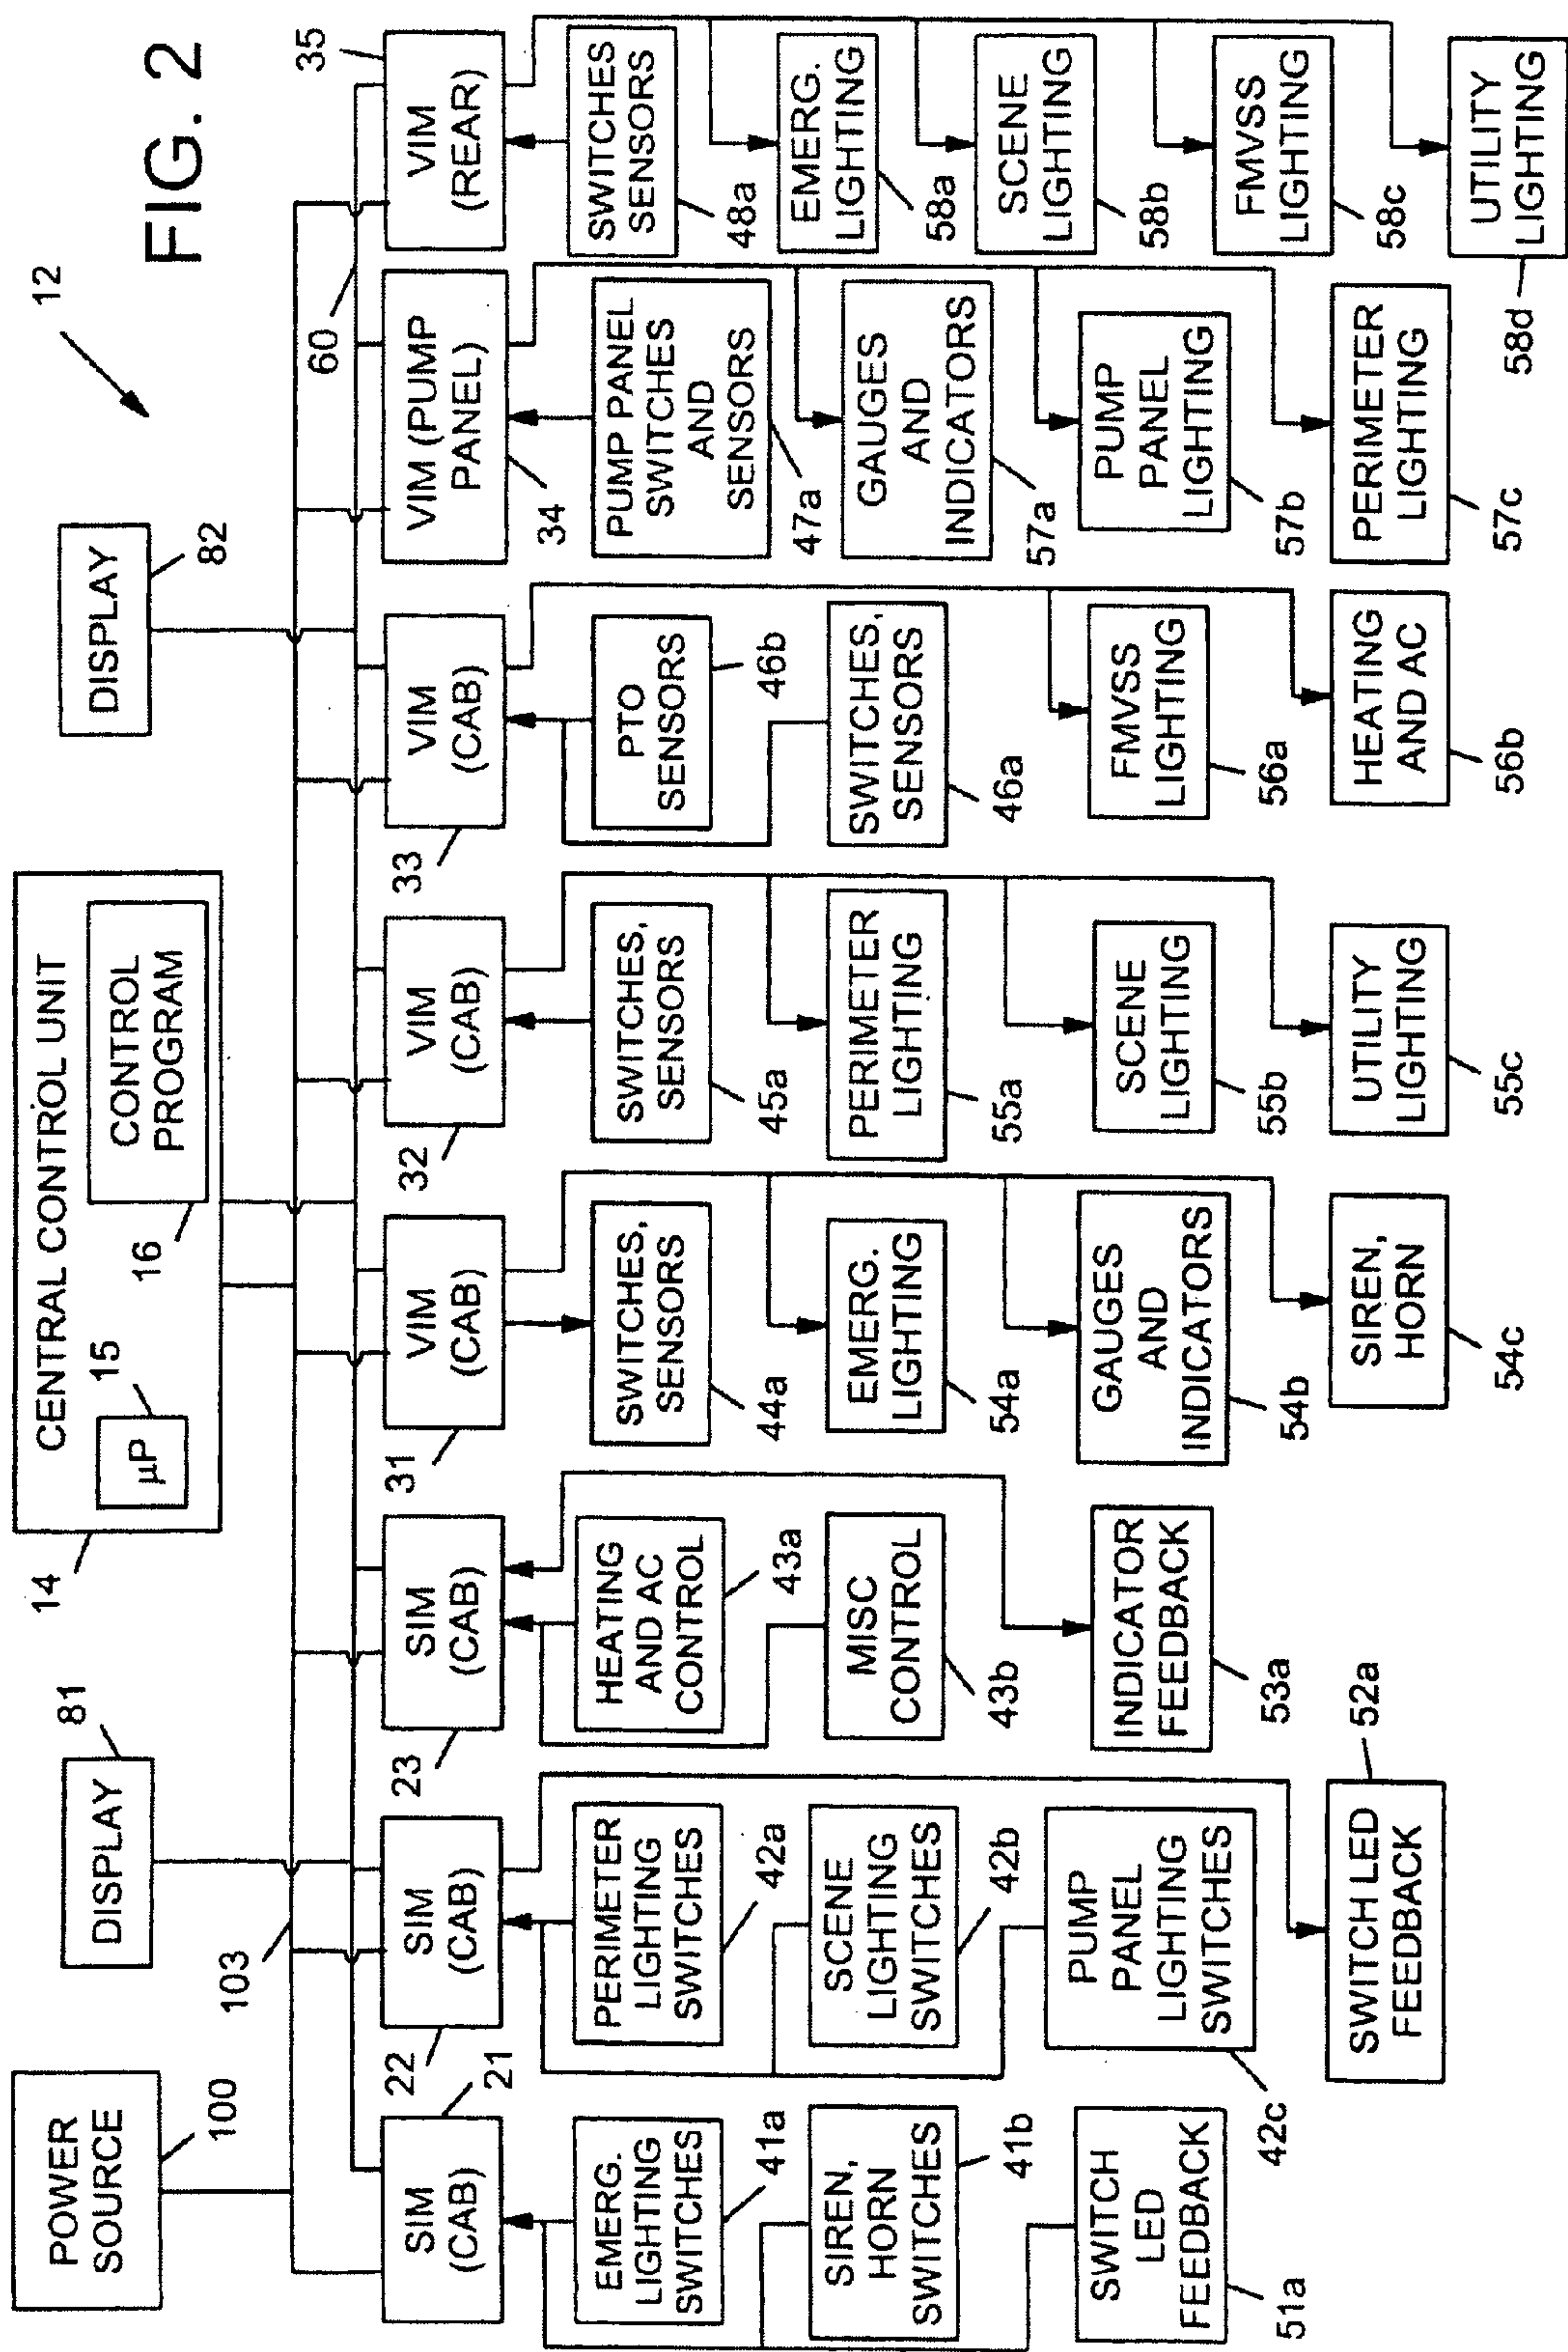 FIG. 2
12
POWER
SOURCE
100
DISPLAY
81
CENTRAL CONTROL UNIT
µP
15
CONTROL
PROGRAM
16
14
DISPLAY
82
103
60
SIM
(CAB)
21
EMERG.
LIGHTING
SWITCHES
41a
SIREN,
HORN
SWITCHES
41b
SWITCH
LED
FEEDBACK
51a
SIM
(CAB)
22
PERIMETER
LIGHTING
SWITCHES
42a
SCENE
LIGHTING
SWITCHES
42b
PUMP
PANEL
LIGHTING
SWITCHES
42c
SWITCH LED
FEEDBACK
52a
SIM
(CAB)
23
HEATING
AND AC
CONTROL
43a
MISC
CONTROL
43b
INDICATOR
FEEDBACK
53a
VIM
(CAB)
31
SWITCHES,
SENSORS
44a
EMERG.
LIGHTING
54a
GAUGES
AND
INDICATORS
54b
SIREN,
HORN
54c
VIM
(CAB)
32
SWITCHES,
SENSORS
45a
PERIMETER
LIGHTING
55a
SCENE
LIGHTING
55b
UTILITY
LIGHTING
55c
VIM
(CAB)
33
PTO
SENSORS
46b
SWITCHES,
SENSORS
46a
FMVSS
LIGHTING
56a
HEATING
AND AC
56b
VIM (PUMP
PANEL)
34
PUMP PANEL
SWITCHES
AND
SENSORS
47a
GAUGES
AND
INDICATORS
57a
PUMP
PANEL
LIGHTING
57b
PERIMETER
LIGHTING
57c
VIM
(REAR)
35
SWITCHES
SENSORS
48a
EMERG.
LIGHTING
58a
SCENE
LIGHTING
58b
FMVSS
LIGHTING
58c
UTILITY
LIGHTING
58d